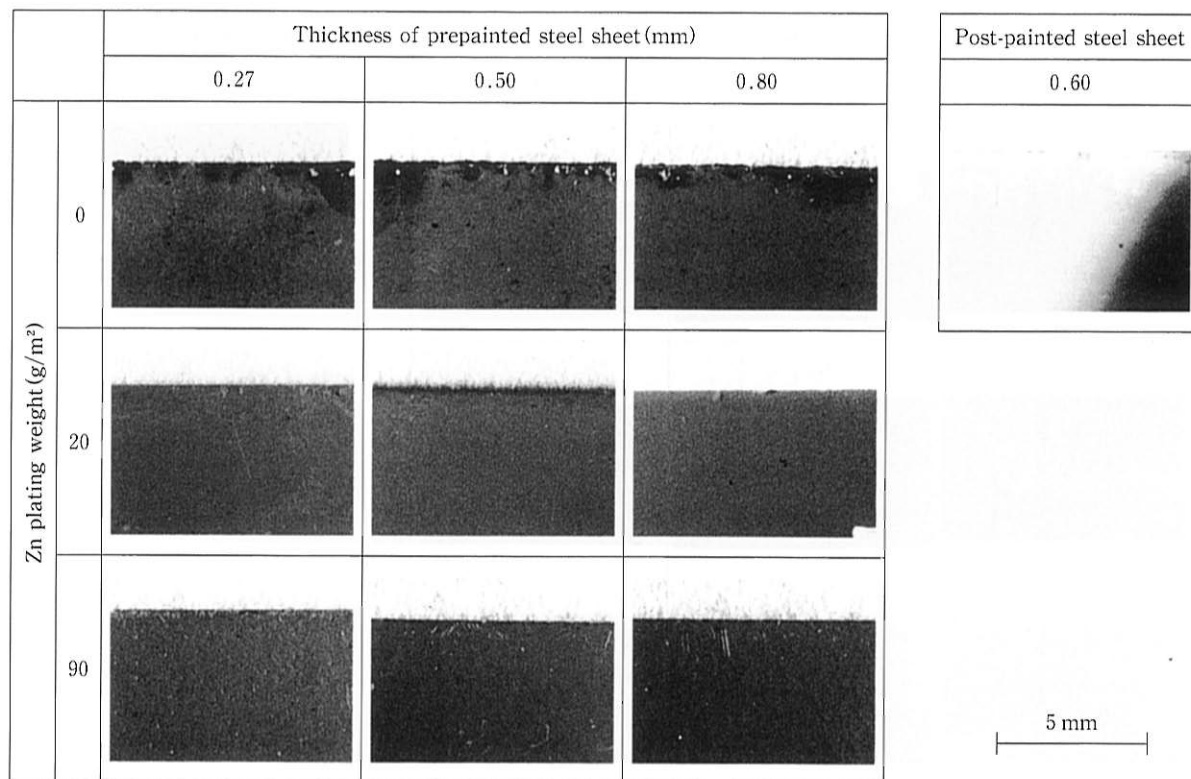 Thickness of prepainted steel sheet(mm)
0.27 0.50 0.80
Zn plating weight(g/m²)
0
20
90
Post-painted steel sheet
0.60
5 mm